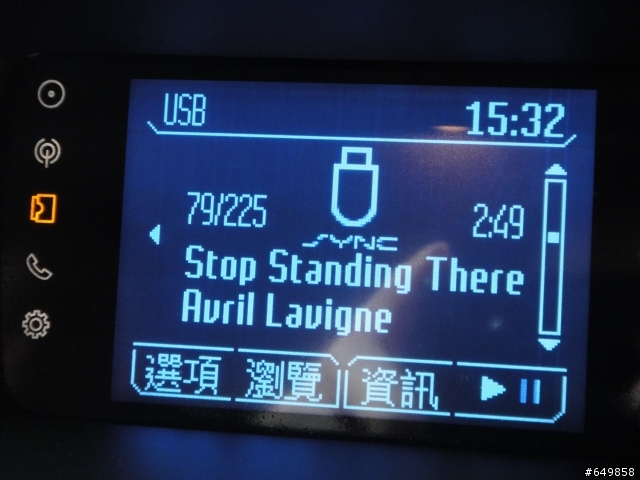 USB 15:32
79/225 2:49
SYNC
Stop Standing There
Avril Lavigne
選項 瀏覽 資訊
#649858